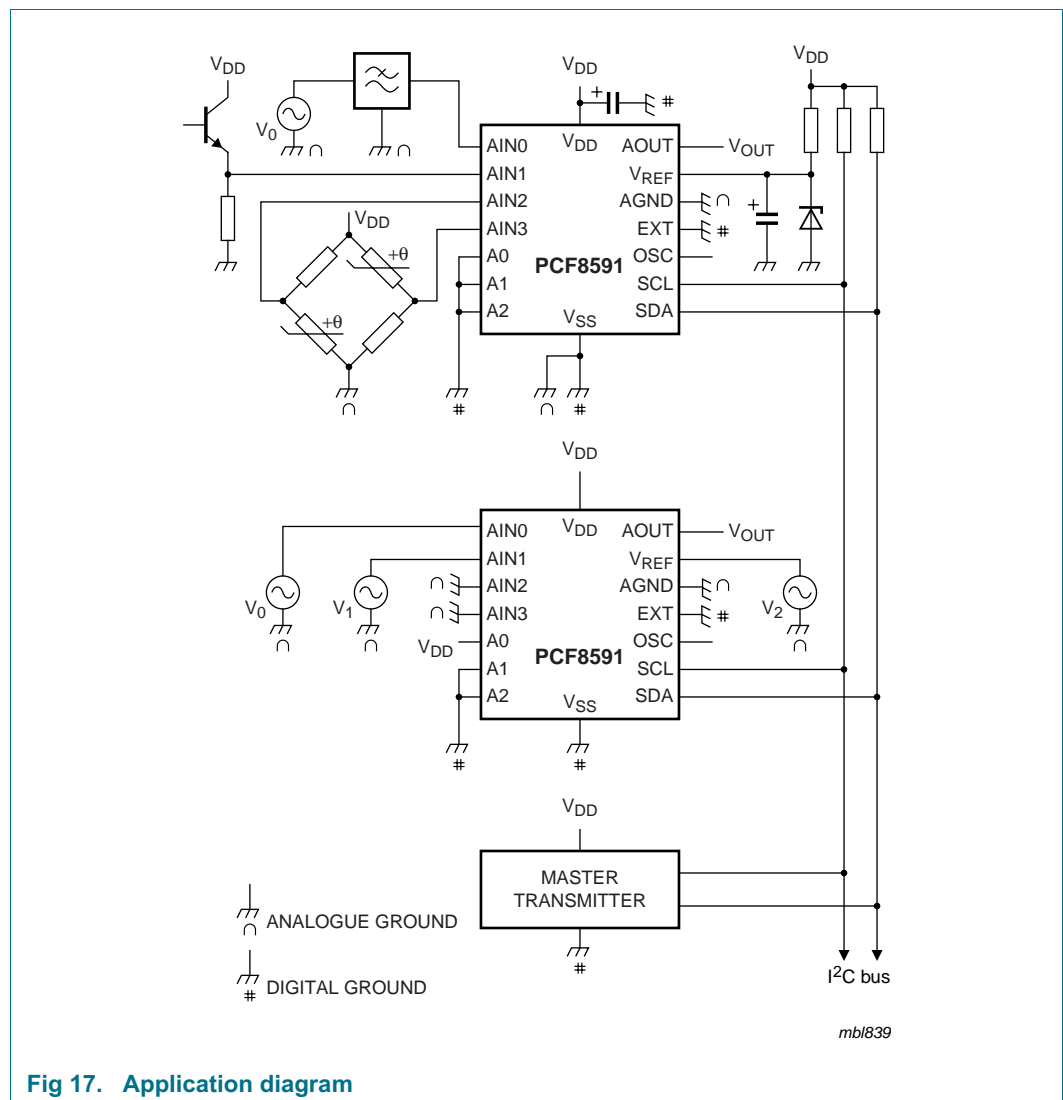 VDD
VDD
VDD
V0
+
#
∩
∩
AIN0
VDD
AOUT
VOUT
AIN1
VREF
AIN2
AGND
∩
+
AIN3
EXT
#
VDD
+θ
A0
PCF8591
OSC
A1
SCL
A2
SDA
+θ
VSS
∩
#
∩
#
VDD
AIN0
VDD
AOUT
VOUT
AIN1
VREF
∩
AIN2
AGND
∩
V0
V1
∩
AIN3
EXT
#
V2
∩
∩
VDD
A0
PCF8591
OSC
∩
A1
SCL
A2
SDA
VSS
#
#
VDD
MASTER
TRANSMITTER
∩ ANALOGUE GROUND
#
# DIGITAL GROUND
I2C bus
mbl839
Fig 17. Application diagram